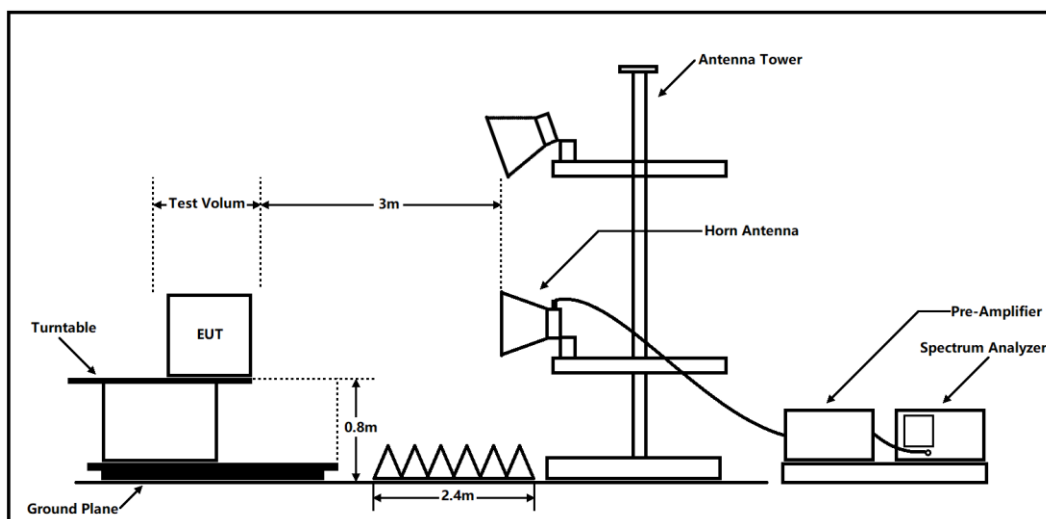 Antenna Tower
Test Volum
3m
Horn Antenna
EUT
Turntable
Pre-Amplifier
Spectrum Analyzer
0.8m
2.4m
Ground Plane